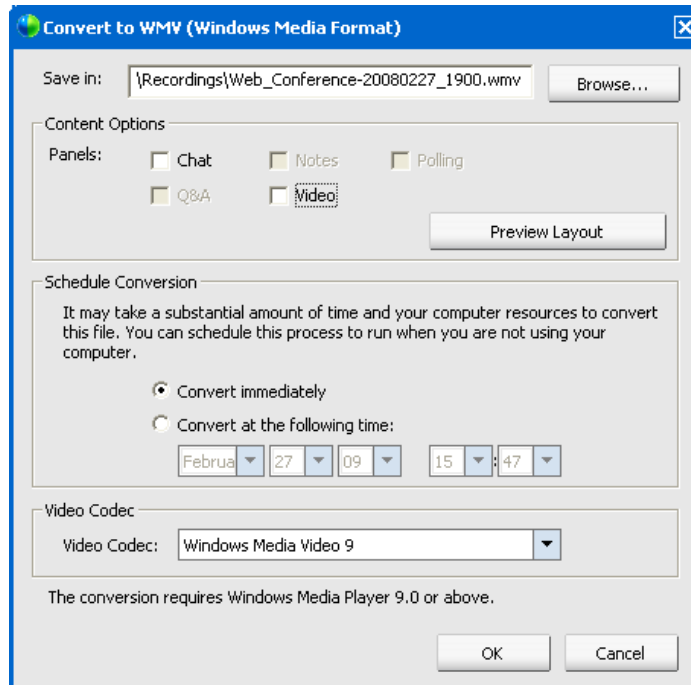 Convert to WMV (Windows Media Format)
Save in: \Recordings\Web_Conference-20080227_1900.wmv Browse...
Content Options
Panels: Chat Notes Polling
Q&A Video
Preview Layout
Schedule Conversion
It may take a substantial amount of time and your computer resources to convert
this file. You can schedule this process to run when you are not using your
computer.
Convert immediately
Convert at the following time:
Februa 27 09 15 : 47
Video Codec
Video Codec: Windows Media Video 9
The conversion requires Windows Media Player 9.0 or above.
OK Cancel